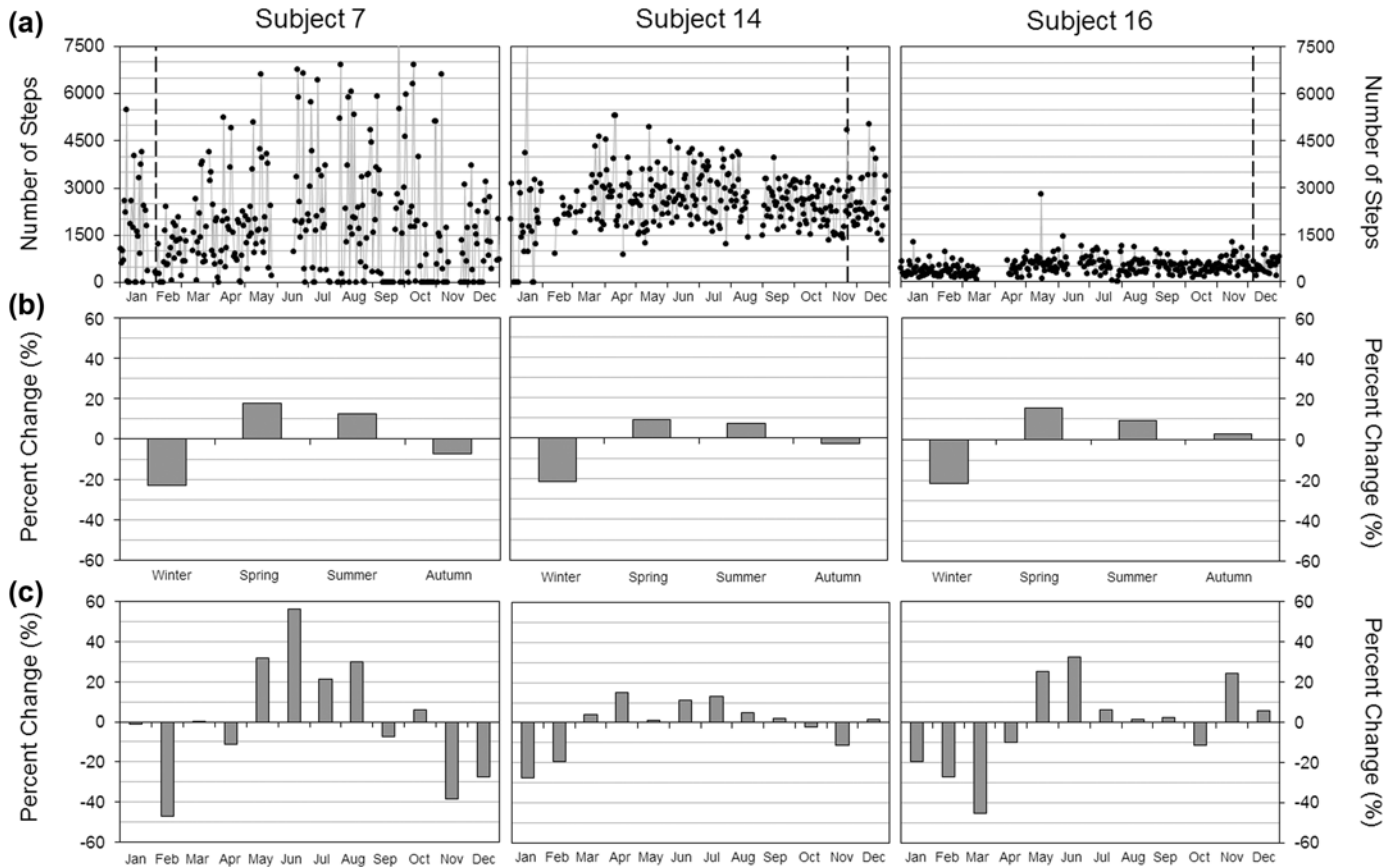 (a)
Subject 7
Subject 14
Subject 16
Number of Steps
7500
6000
4500
3000
1500
0
7500
6000
4500
3000
1500
0
Number of Steps
Jan Feb Mar Apr May Jun Jul Aug Sep Oct Nov Dec
Jan Feb Mar Apr May Jun Jul Aug Sep Oct Nov Dec
Jan Feb Mar Apr May Jun Jul Aug Sep Oct Nov Dec
(b)
Percent Change (%)
60
40
20
0
-20
-40
-60
60
40
20
0
-20
-40
-60
Percent Change (%)
Winter Spring Summer Autumn
Winter Spring Summer Autumn
Winter Spring Summer Autumn
(c)
Percent Change (%)
60
40
20
0
-20
-40
-60
60
40
20
0
-20
-40
-60
Percent Change (%)
Jan Feb Mar Apr May Jun Jul Aug Sep Oct Nov Dec
Jan Feb Mar Apr May Jun Jul Aug Sep Oct Nov Dec
Jan Feb Mar Apr May Jun Jul Aug Sep Oct Nov Dec